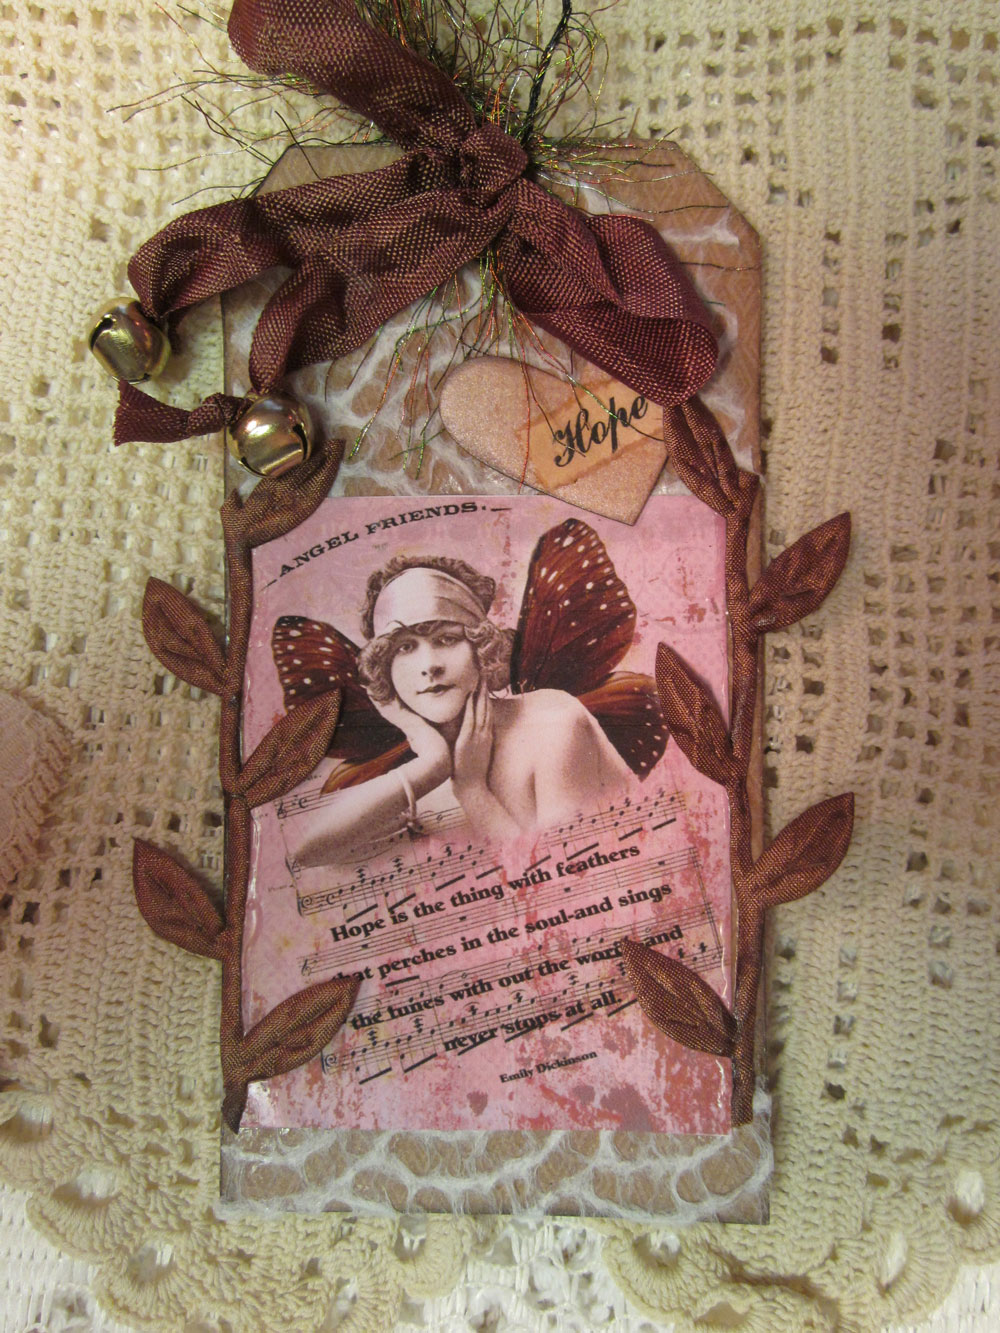 Hope
ANGEL FRIENDS.
Hope is the thing with feathers
that perches in the soul-and sings
the tunes with out the words and
never stops at all.
Emily Dickinson